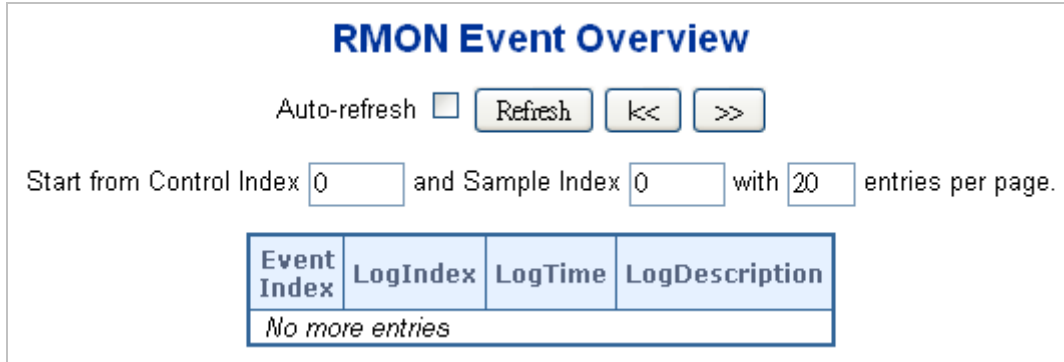 RMON Event Overview
Auto-refresh Refresh |<< >>
Start from Control Index 0 and Sample Index 0 with 20 entries per page.
Event Index LogIndex LogTime LogDescription
No more entries